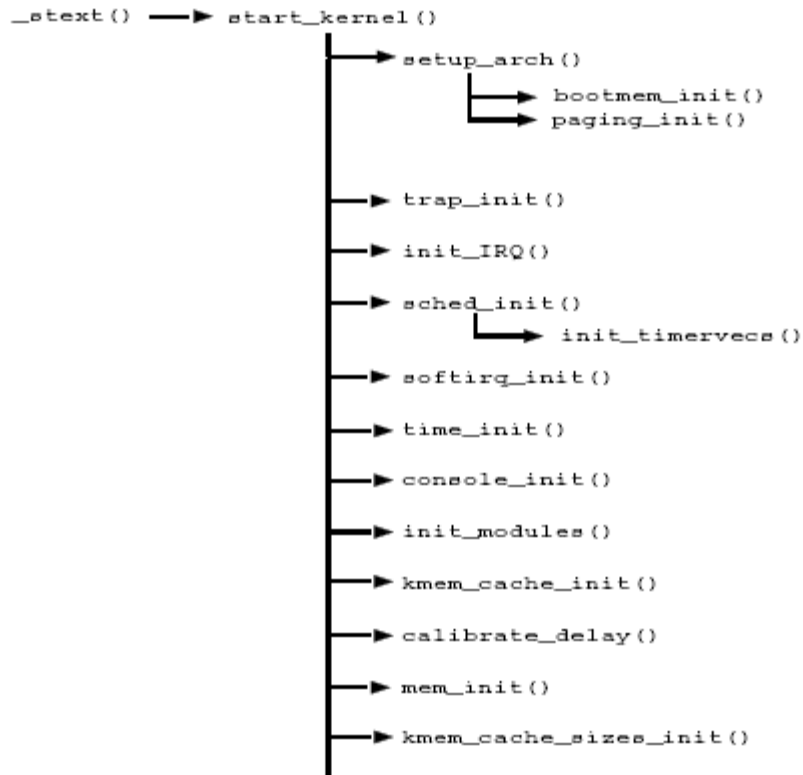 _stext() start_kernel()
setup_arch()
bootmem_init()
paging_init()
trap_init()
init_IRQ()
sched_init()
init_timervecs()
softirq_init()
time_init()
console_init()
init_modules()
kmem_cache_init()
calibrate_delay()
mem_init()
kmem_cache_sizes_init()